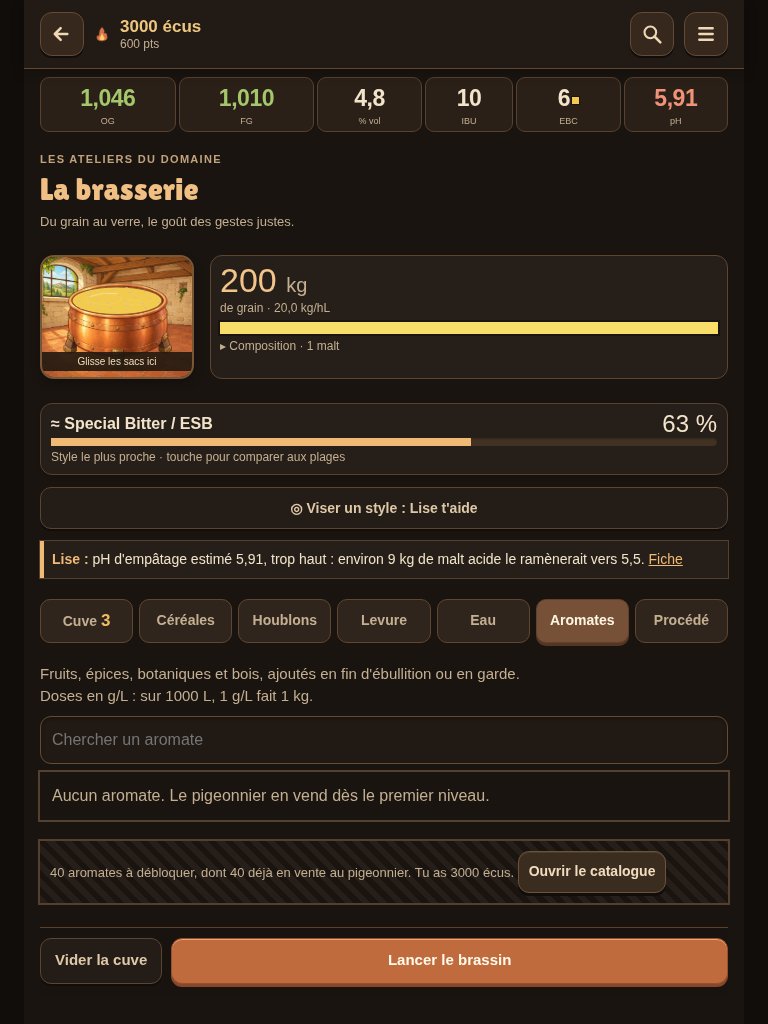 3000 écus
600 pts
1,046
OG
1,010
FG
4,8
% vol
10
IBU
6
EBC
5,91
pH
LES ATELIERS DU DOMAINE
La brasserie
Du grain au verre, le goût des gestes justes.
Glisse les sacs ici
200 kg
de grain · 20,0 kg/hL
▸ Composition · 1 malt
≈ Special Bitter / ESB
63 %
Style le plus proche · touche pour comparer aux plages
◎ Viser un style : Lise t'aide
Lise : pH d'empâtage estimé 5,91, trop haut : environ 9 kg de malt acide le ramènerait vers 5,5. Fiche
Cuve 3
Céréales
Houblons
Levure
Eau
Aromates
Procédé
Fruits, épices, botaniques et bois, ajoutés en fin d'ébullition ou en garde.
Doses en g/L : sur 1000 L, 1 g/L fait 1 kg.
Chercher un aromate
Aucun aromate. Le pigeonnier en vend dès le premier niveau.
40 aromates à débloquer, dont 40 déjà en vente au pigeonnier. Tu as 3000 écus.
Ouvrir le catalogue
Vider la cuve
Lancer le brassin